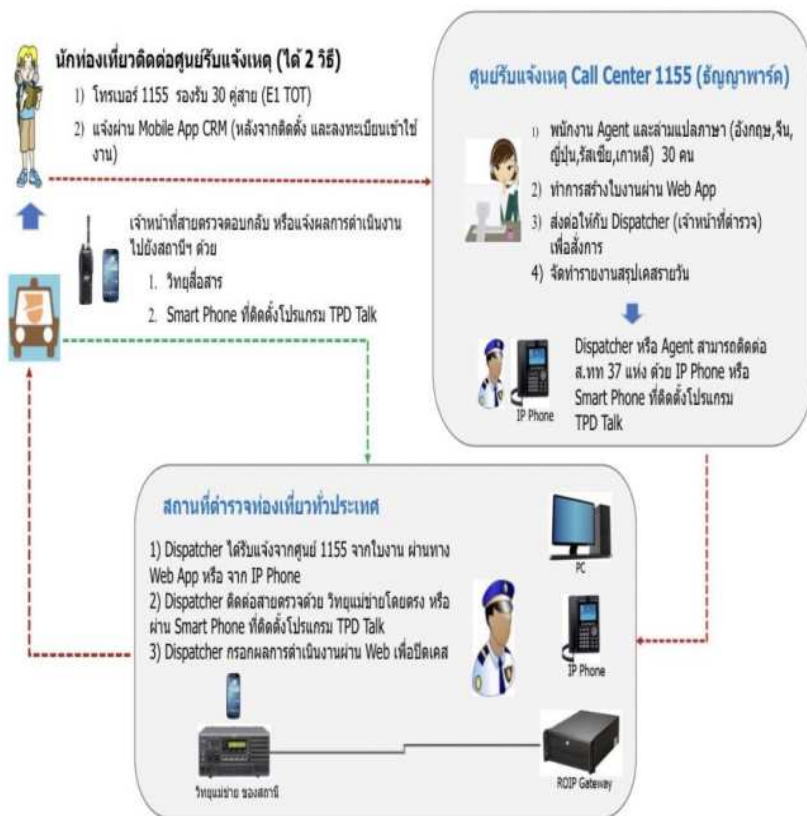 นักท่องเที่ยวติดต่อศูนย์รับแจ้งเหตุ (ได้ 2 วิธี)
1) โทรเบอร์ 1155 รองรับ 30 คู่สาย (E1 TOT)
2) แจ้งผ่าน Mobile App CRM (หลังจากติดตั้ง และลงทะเบียนเข้าใช้
งาน)
ศูนย์รับแจ้งเหตุ Call Center 1155 (ธัญญาพาร์ค)
1) พนักงาน Agent และล่ามแปลภาษา (อังกฤษ,จีน,
ญี่ปุ่น,รัสเซีย,เกาหลี) 30 คน
2) ทำการสร้างใบงานผ่าน Web App
3) ส่งต่อให้กับ Dispatcher (เจ้าหน้าที่ตำรวจ)
เพื่อสั่งการ
4) จัดทำรายงานสรุปเคสรายวัน
Dispatcher หรือ Agent สามารถติดต่อ
ส.ทท 37 แห่ง ด้วย IP Phone หรือ
Smart Phone ที่ติดตั้งโปรแกรม
TPD Talk
IP Phone
เจ้าหน้าที่สายตรวจตอบกลับ หรือแจ้งผลการดำเนินงาน
ไปยังสถานีฯ ด้วย
1. วิทยุสื่อสาร
2. Smart Phone ที่ติดตั้งโปรแกรม TPD Talk
สถานที่ตำรวจท่องเที่ยวทั่วประเทศ
1) Dispatcher ได้รับแจ้งจากศูนย์ 1155 จากใบงาน ผ่านทาง
Web App หรือ จาก IP Phone
2) Dispatcher ติดต่อสายตรวจด้วย วิทยุแม่ข่ายโดยตรง หรือ
ผ่าน Smart Phone ที่ติดตั้งโปรแกรม TPD Talk
3) Dispatcher กรอกผลการดำเนินงานผ่าน Web เพื่อปิดเคส
PC
IP Phone
วิทยุแม่ข่าย ของสถานี
ROIP Gateway